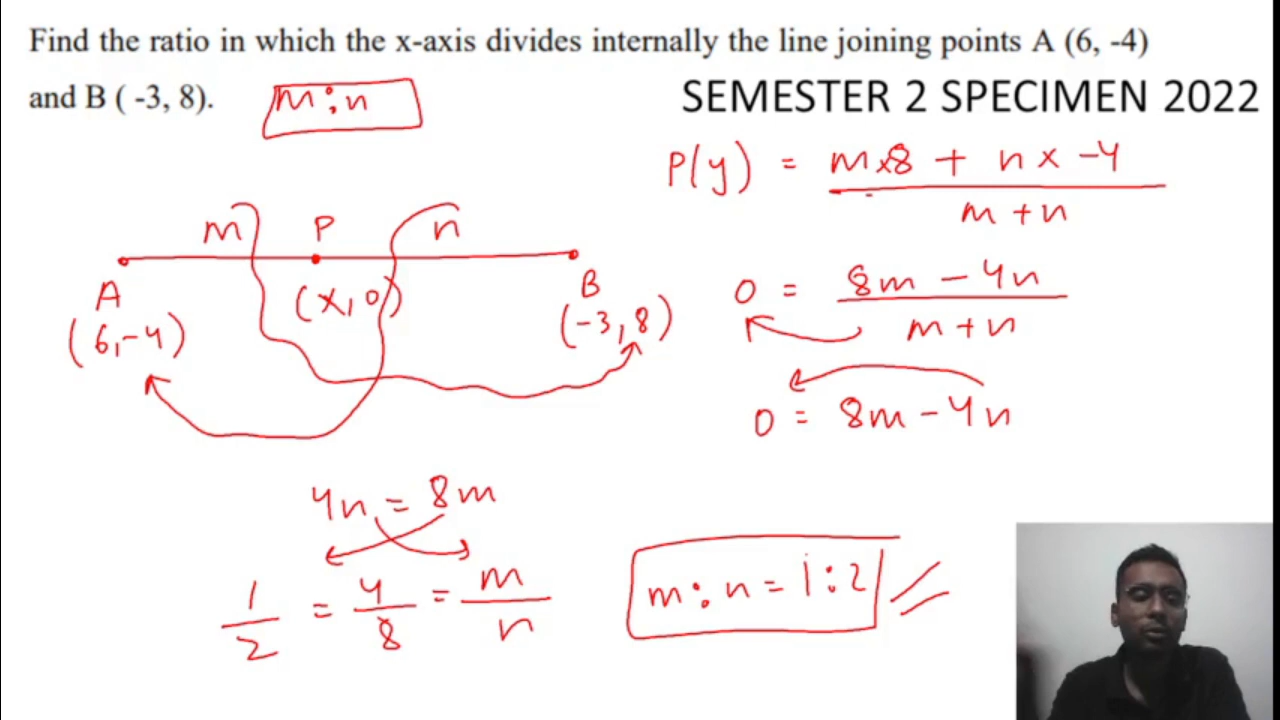 Find the ratio in which the x-axis divides internally the line joining points A (6, -4)
and B ( -3, 8).
m:n
SEMESTER 2 SPECIMEN 2022
P(y) = m×8 + n × -4
m + n
m P n
A (6,-4)
(x, 0)
B (-3, 8)
0 = 8m - 4n
m + n
0 = 8m - 4n
4n = 8m
1/2 = 4/8 = m/n
m:n = 1:2